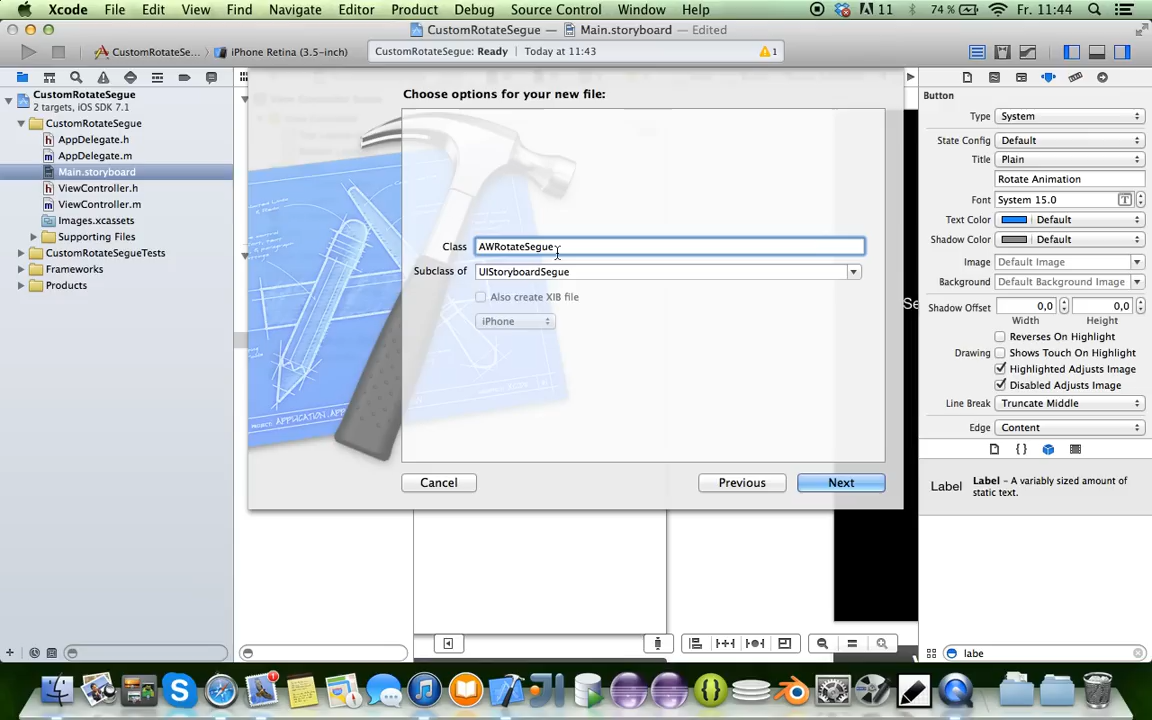 Xcode File Edit View Find Navigate Editor Product Debug Source Control Window Help 11 74 % Fr. 11:44
CustomRotateSegue — Main.storyboard — Edited
CustomRotateSe... iPhone Retina (3.5-inch) CustomRotateSegue: Ready Today at 11:43 1
CustomRotateSegue
2 targets, iOS SDK 7.1
CustomRotateSegue
AppDelegate.h
AppDelegate.m
Main.storyboard
ViewController.h
ViewController.m
Images.xcassets
Supporting Files
CustomRotateSegueTests
Frameworks
Products
Choose options for your new file:
Class AWRotateSegue
Subclass of UIStoryboardSegue
Also create XIB file
iPhone
Cancel Previous Next
Se
Button
Type System
State Config Default
Title Plain
Rotate Animation
Font System 15.0
Text Color Default
Shadow Color Default
Image Default Image
Background Default Background Image
Shadow Offset 0,0 0,0
Width Height
Reverses On Highlight
Drawing Shows Touch On Highlight
Highlighted Adjusts Image
Disabled Adjusts Image
Line Break Truncate Middle
Edge Content
Label Label – A variably sized amount of static text.
labe